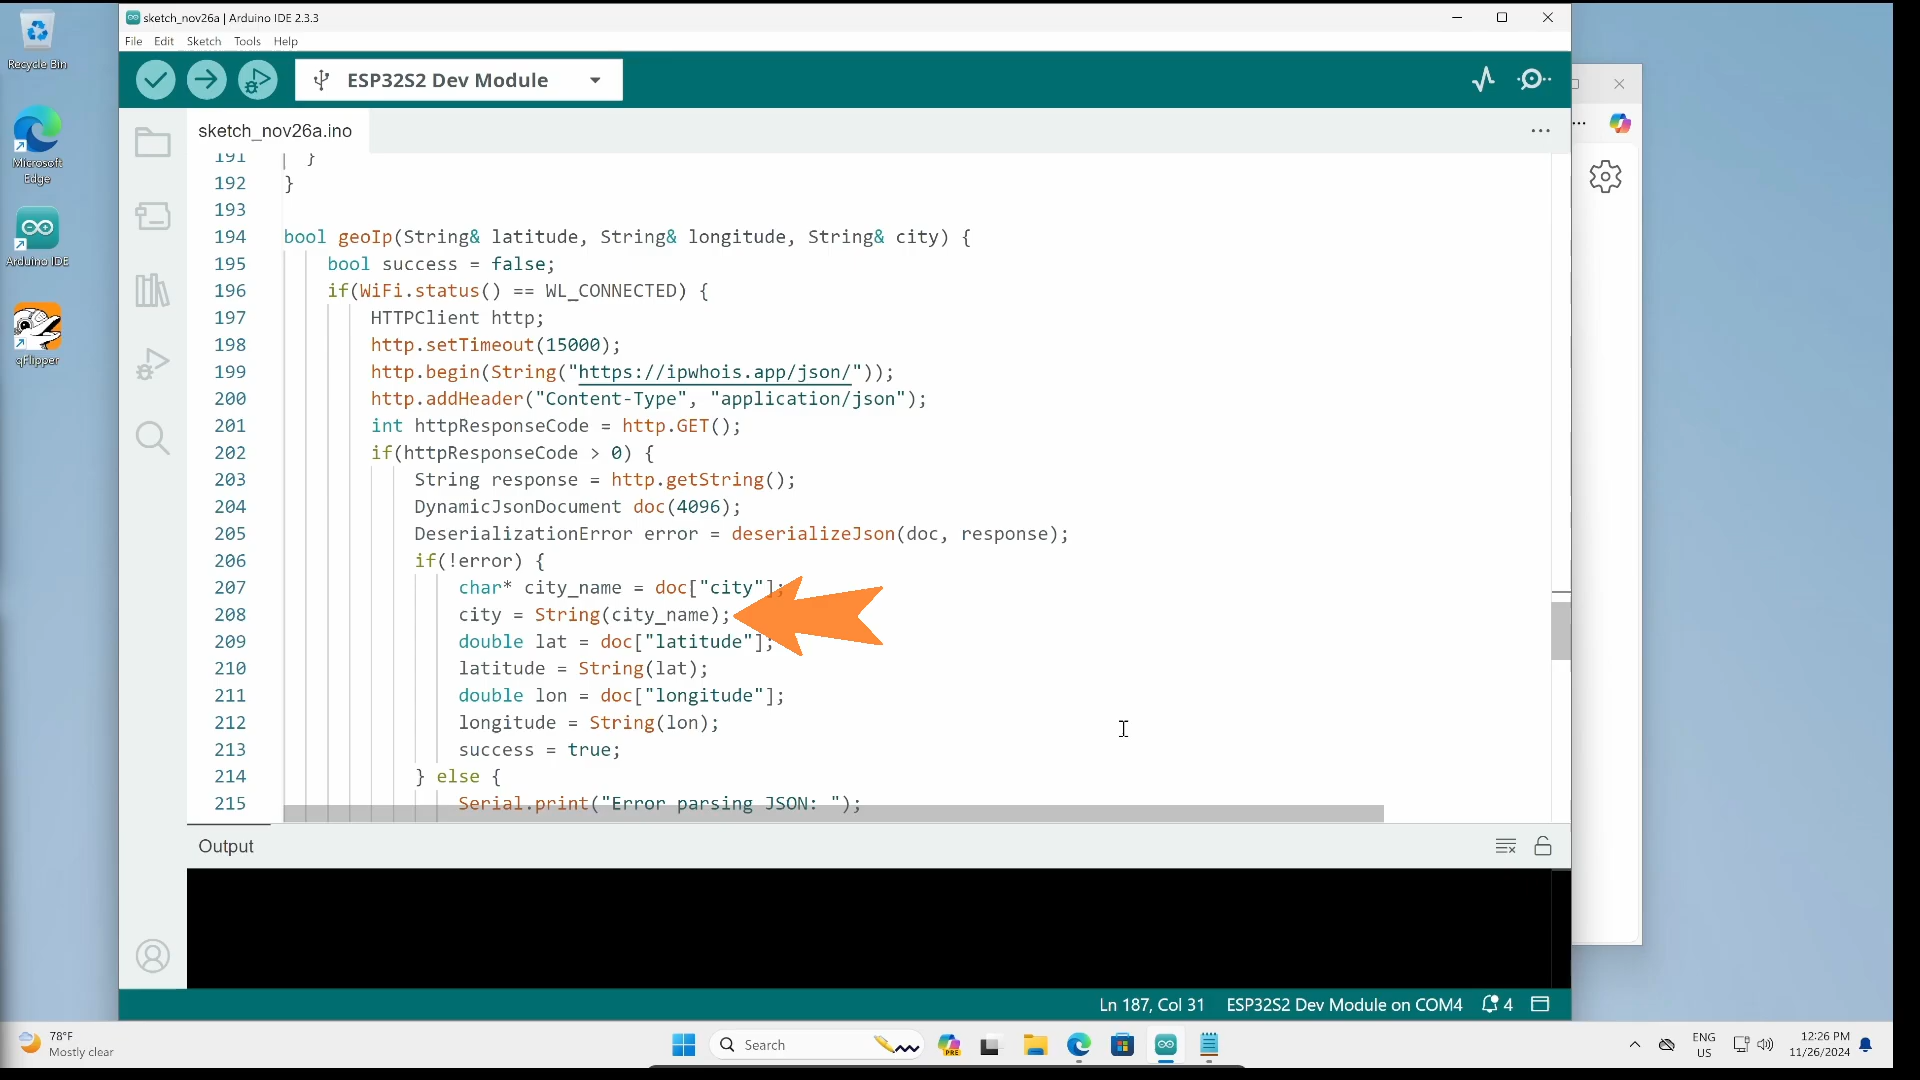 Recycle Bin
Microsoft
Edge
Arduino IDE
qFlipper
sketch_nov26a | Arduino IDE 2.3.3
File Edit Sketch Tools Help
ESP32S2 Dev Module
sketch_nov26a.ino
191 }
192 }
193
194 bool geoIp(String& latitude, String& longitude, String& city) {
195 bool success = false;
196 if(WiFi.status() == WL_CONNECTED) {
197 HTTPClient http;
198 http.setTimeout(15000);
199 http.begin(String("https://ipwhois.app/json/"));
200 http.addHeader("Content-Type", "application/json");
201 int httpResponseCode = http.GET();
202 if(httpResponseCode > 0) {
203 String response = http.getString();
204 DynamicJsonDocument doc(4096);
205 DeserializationError error = deserializeJson(doc, response);
206 if(!error) {
207 char* city_name = doc["city"];
208 city = String(city_name);
209 double lat = doc["latitude"];
210 latitude = String(lat);
211 double lon = doc["longitude"];
212 longitude = String(lon);
213 success = true;
214 } else {
215 Serial.print("Error parsing JSON: ");
Output
Ln 187, Col 31 ESP32S2 Dev Module on COM4 4
78°F
Mostly clear
Search
PRE
ENG
US
12:26 PM
11/26/2024